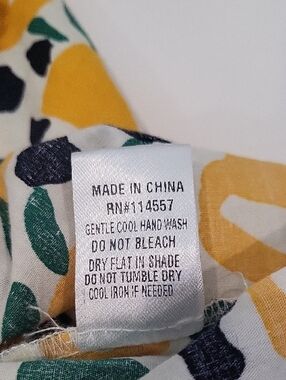 MADE IN CHINA
RN#114557
GENTLE COOL HAND WASH
DO NOT BLEACH
DRY FLAT IN SHADE
DO NOT TUMBLE DRY
COOL IRON IF NEEDED